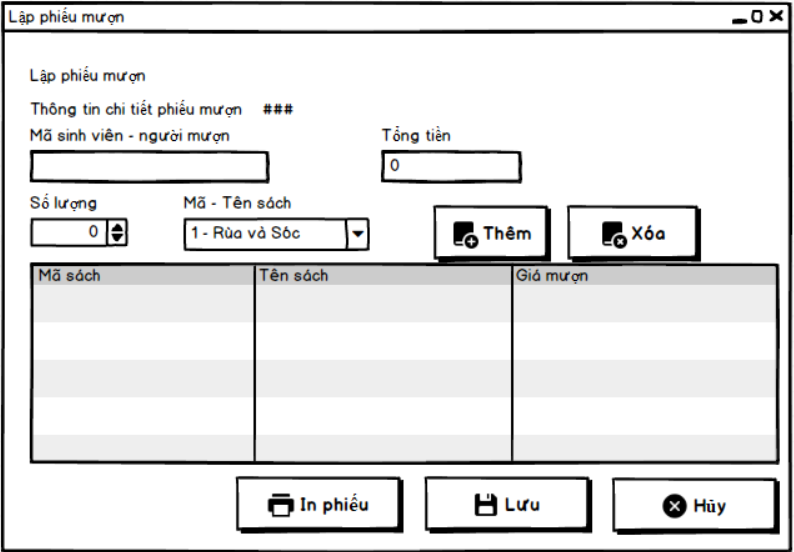 Lập phiếu mượn
Lập phiếu mượn
Thông tin chi tiết phiếu mượn ###
Mã sinh viên - người mượn Tổng tiền
0
Số lượng Mã - Tên sách
0 1 - Rùa và Sóc Thêm Xóa
Mã sách Tên sách Giá mượn
In phiếu Lưu Hủy